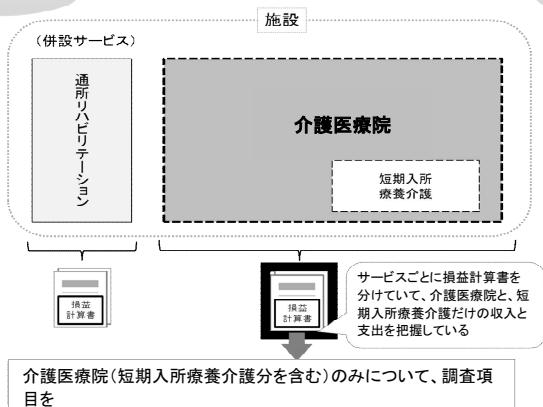 施設
（併設サービス）
通所リハビリテーション
介護医療院
短期入所
療養介護
損益
計算書
損益
計算書
サービスごとに損益計算書を
分けていて、介護医療院と、短
期入所療養介護だけの収入と
支出を把握している
介護医療院（短期入所療養介護分を含む）のみについて、調査項
目を